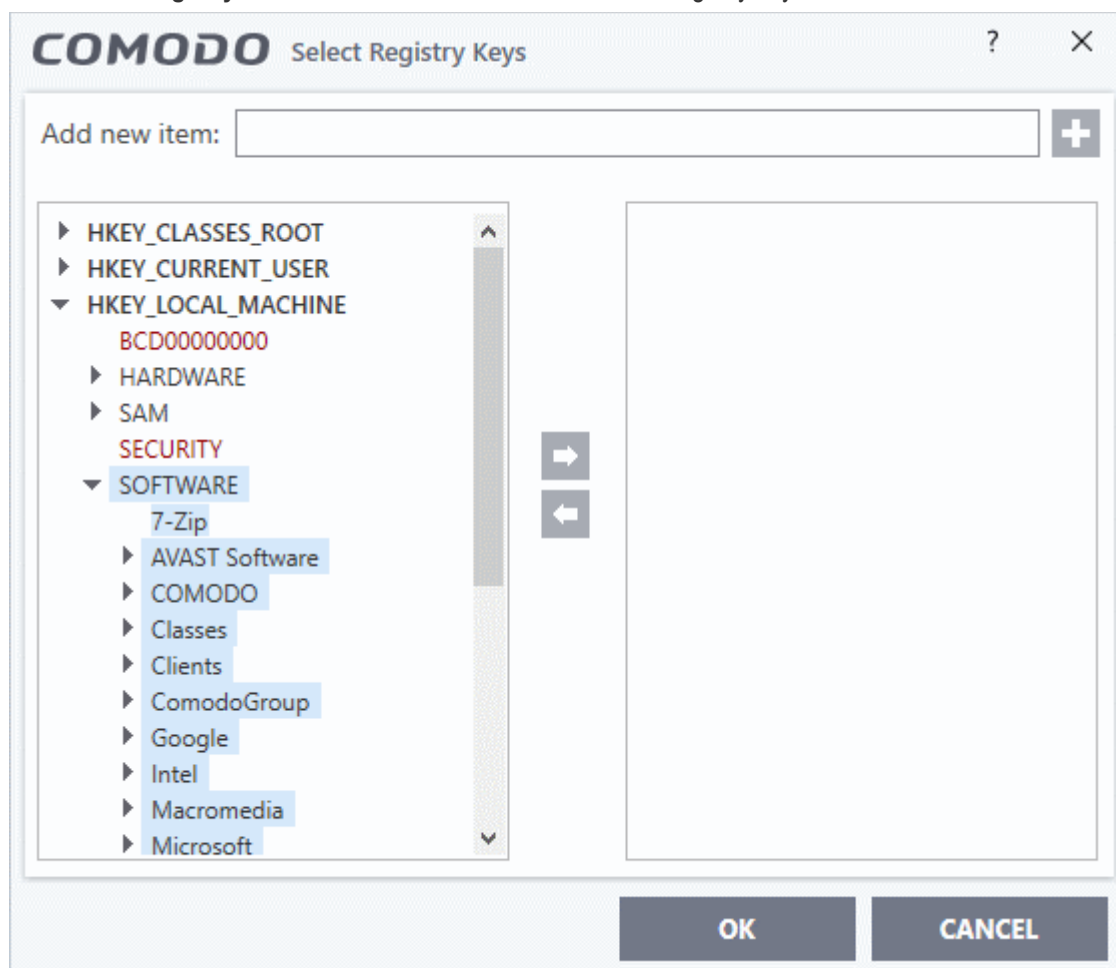 COMODO Select Registry Keys ? X
Add new item:
HKEY_CLASSES_ROOT
HKEY_CURRENT_USER
HKEY_LOCAL_MACHINE
BCD00000000
HARDWARE
SAM
SECURITY
SOFTWARE
7-Zip
AVAST Software
COMODO
Classes
Clients
ComodoGroup
Google
Intel
Macromedia
Microsoft
OK CANCEL